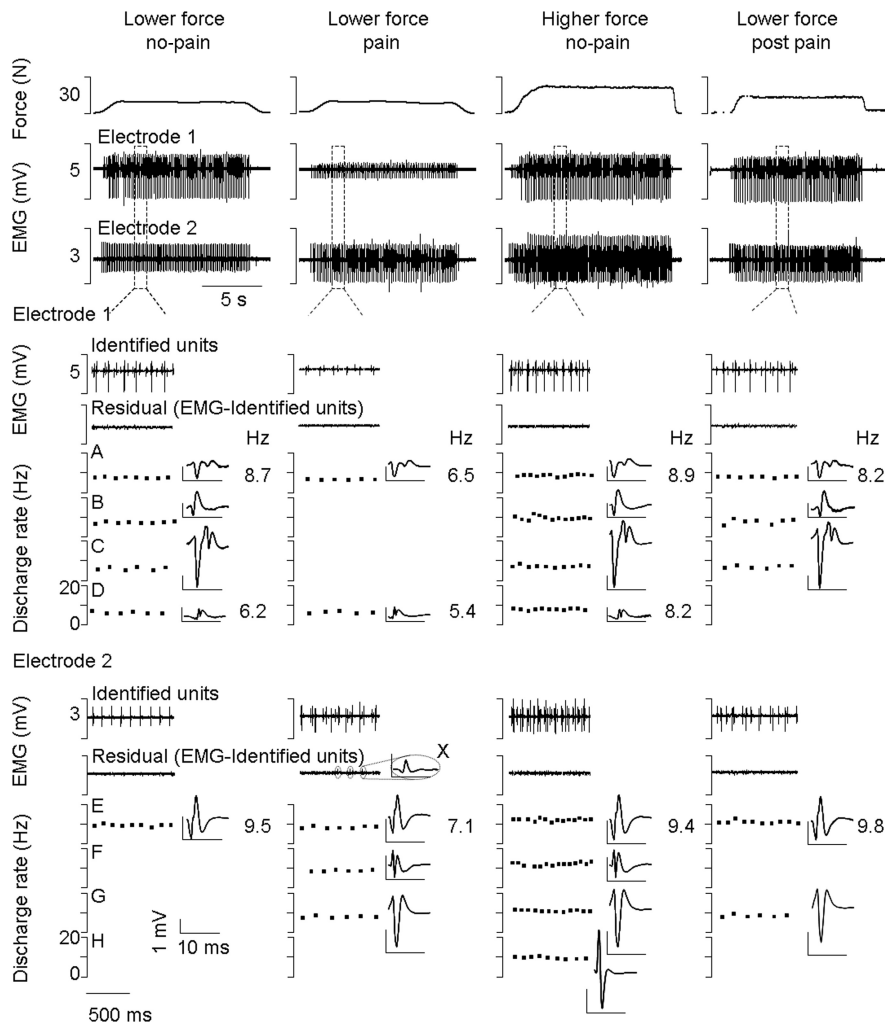 Lower force no-pain
Lower force pain
Higher force no-pain
Lower force post pain
Force (N)
30
Electrode 1
EMG (mV)
5
Electrode 2
3
5 s
Electrode 1
Identified units
EMG (mV)
5
Residual (EMG-Identified units)
Hz
Hz
Hz
Hz
Discharge rate (Hz)
A
8.7
6.5
8.9
8.2
B
C
20
D
0
6.2
5.4
8.2
Electrode 2
Identified units
EMG (mV)
3
Residual (EMG-Identified units)
X
Discharge rate (Hz)
E
9.5
7.1
9.4
9.8
F
G
1 mV
10 ms
20
H
0
500 ms